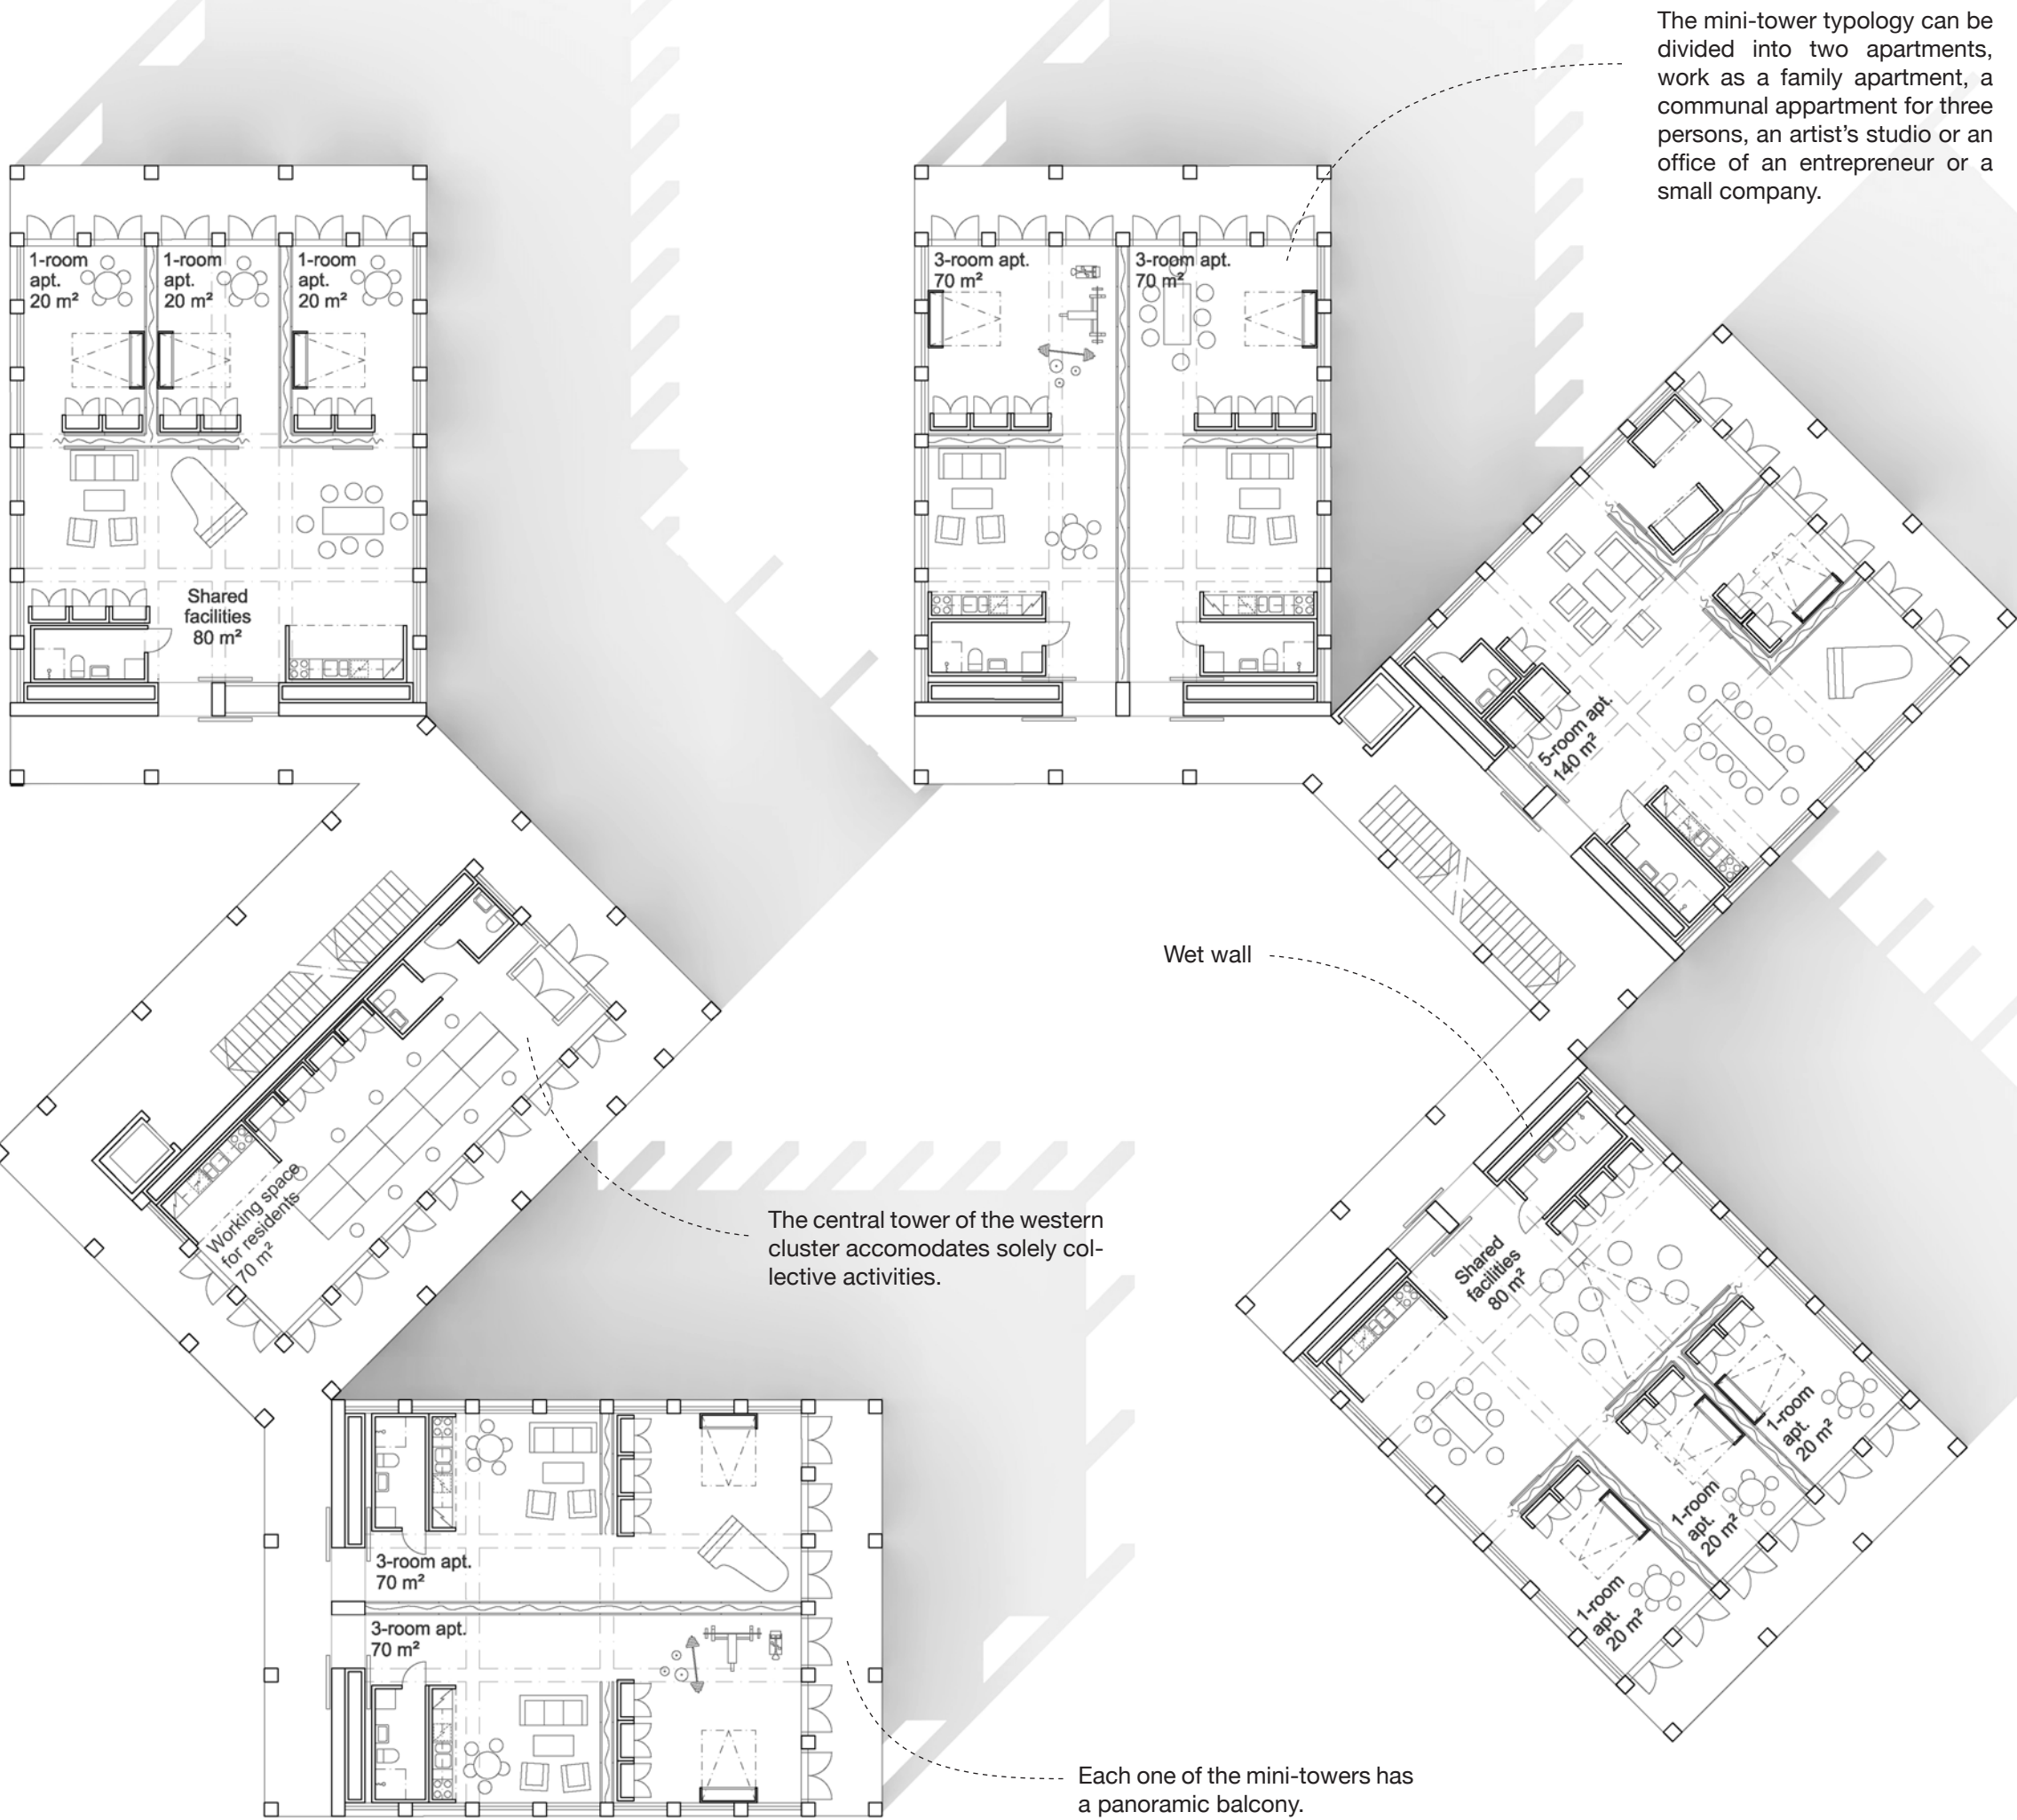 The mini-tower typology can be
divided into two apartments,
work as a family apartment, a
communal appartment for three
persons, an artist's studio or an
office of an entrepreneur or a
small company.
1-room
apt.
20 m²
1-room
apt.
20 m²
1-room
apt.
20 m²
Shared
facilities
80 m²
3-room apt.
70 m²
3-room apt.
70 m²
5-room apt.
140 m²
Wet wall
Working space
for residents
70 m²
The central tower of the western
cluster accomodates solely col-
lective activities.
Shared
facilities
80 m²
1-room
apt.
20 m²
1-room
apt.
20 m²
1-room
apt.
20 m²
3-room apt.
70 m²
3-room apt.
70 m²
Each one of the mini-towers has
a panoramic balcony.